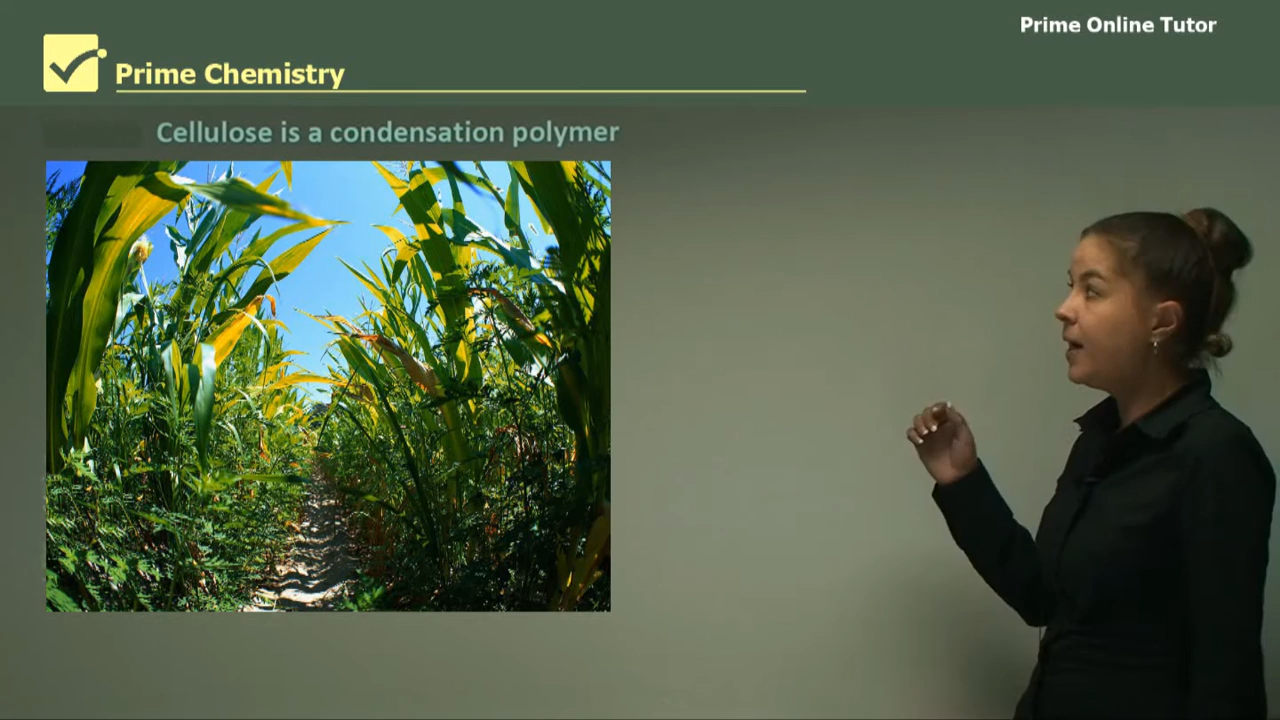 Prime Online Tutor
Prime Chemistry
Cellulose is a condensation polymer